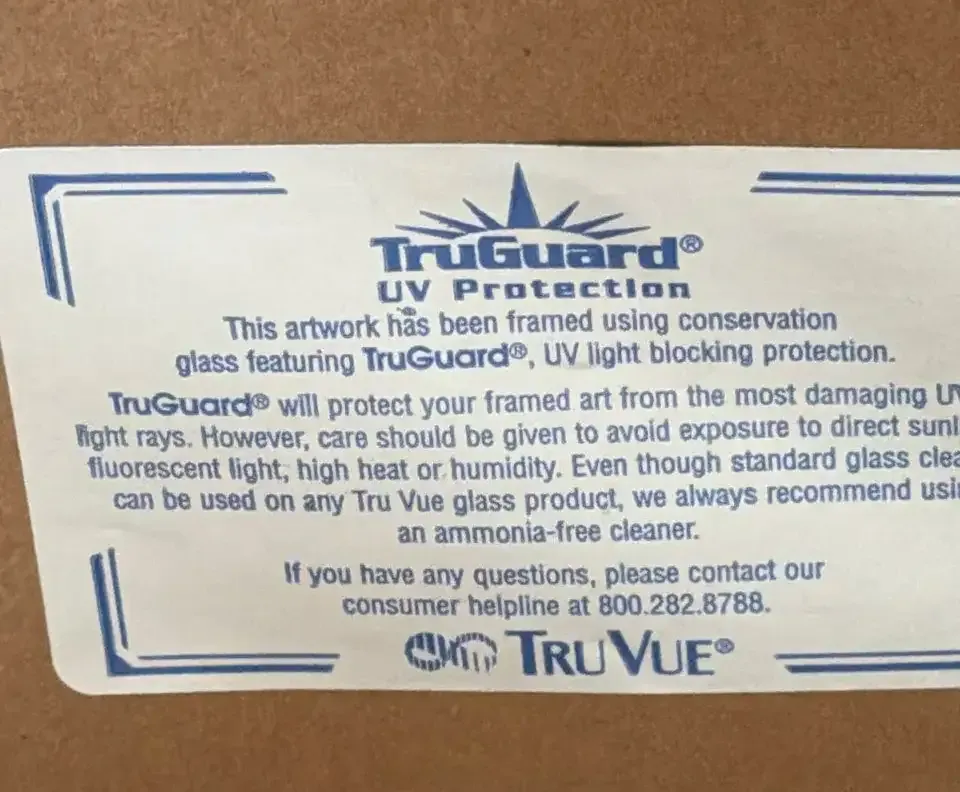 TruGuard®
UV Protection
This artwork has been framed using conservation
glass featuring TruGuard®, UV light blocking protection.
TruGuard® will protect your framed art from the most damaging UV
light rays. However, care should be given to avoid exposure to direct
fluorescent light, high heat or humidity. Even though standard glass
can be used on any Tru Vue glass product, we always recommend
an ammonia-free cleaner.
If you have any questions, please contact our
consumer helpline at 800.282.8788.
TRU VUE®